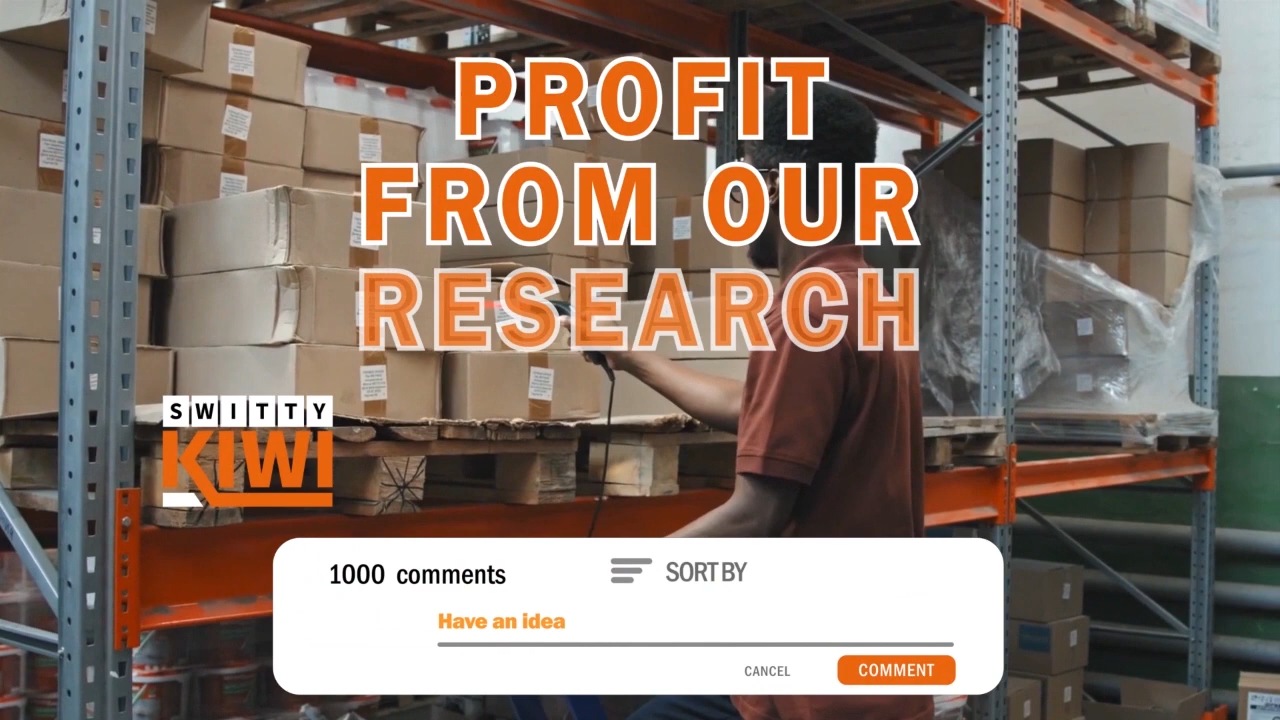 PROFIT
FROM OUR
RESEARCH
SWITTY
KIWI
1000 comments
SORT BY
Have an idea
CANCEL
COMMENT